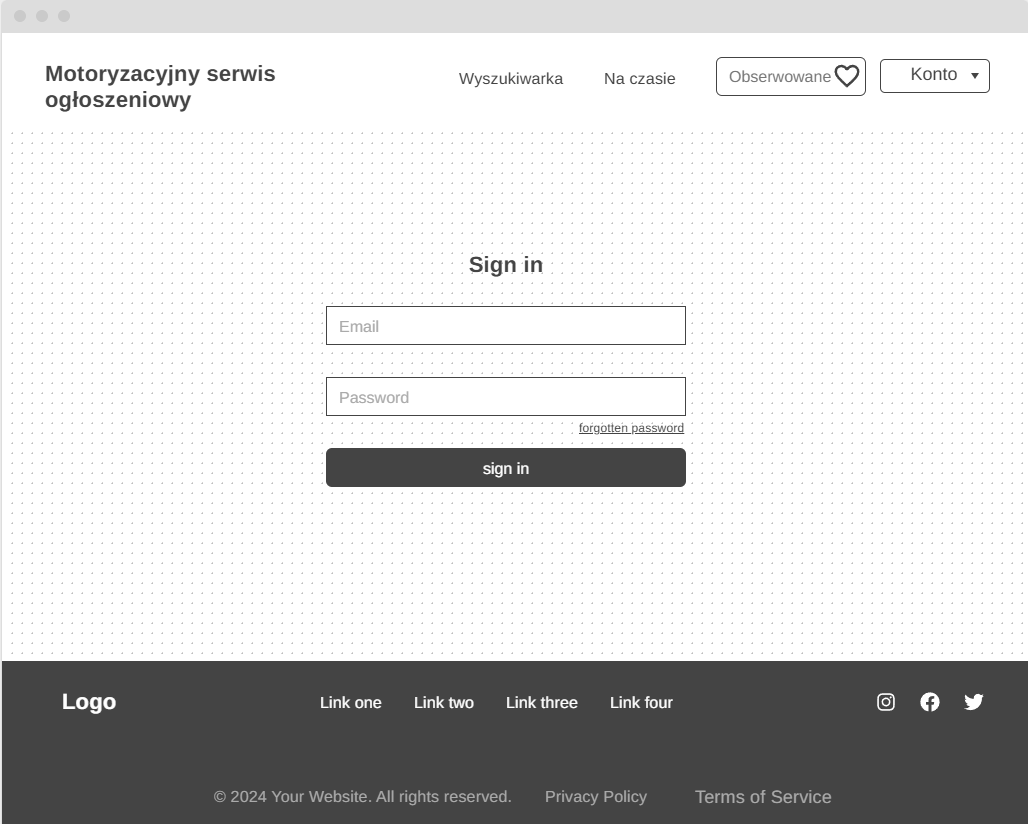 Motoryzacyjny serwis
ogłoszeniowy
Wyszukiwarka
Na czasie
Obserwowane
Konto
Sign in
Email
Password
forgotten password
sign in
Logo
Link one
Link two
Link three
Link four
© 2024 Your Website. All rights reserved.
Privacy Policy
Terms of Service